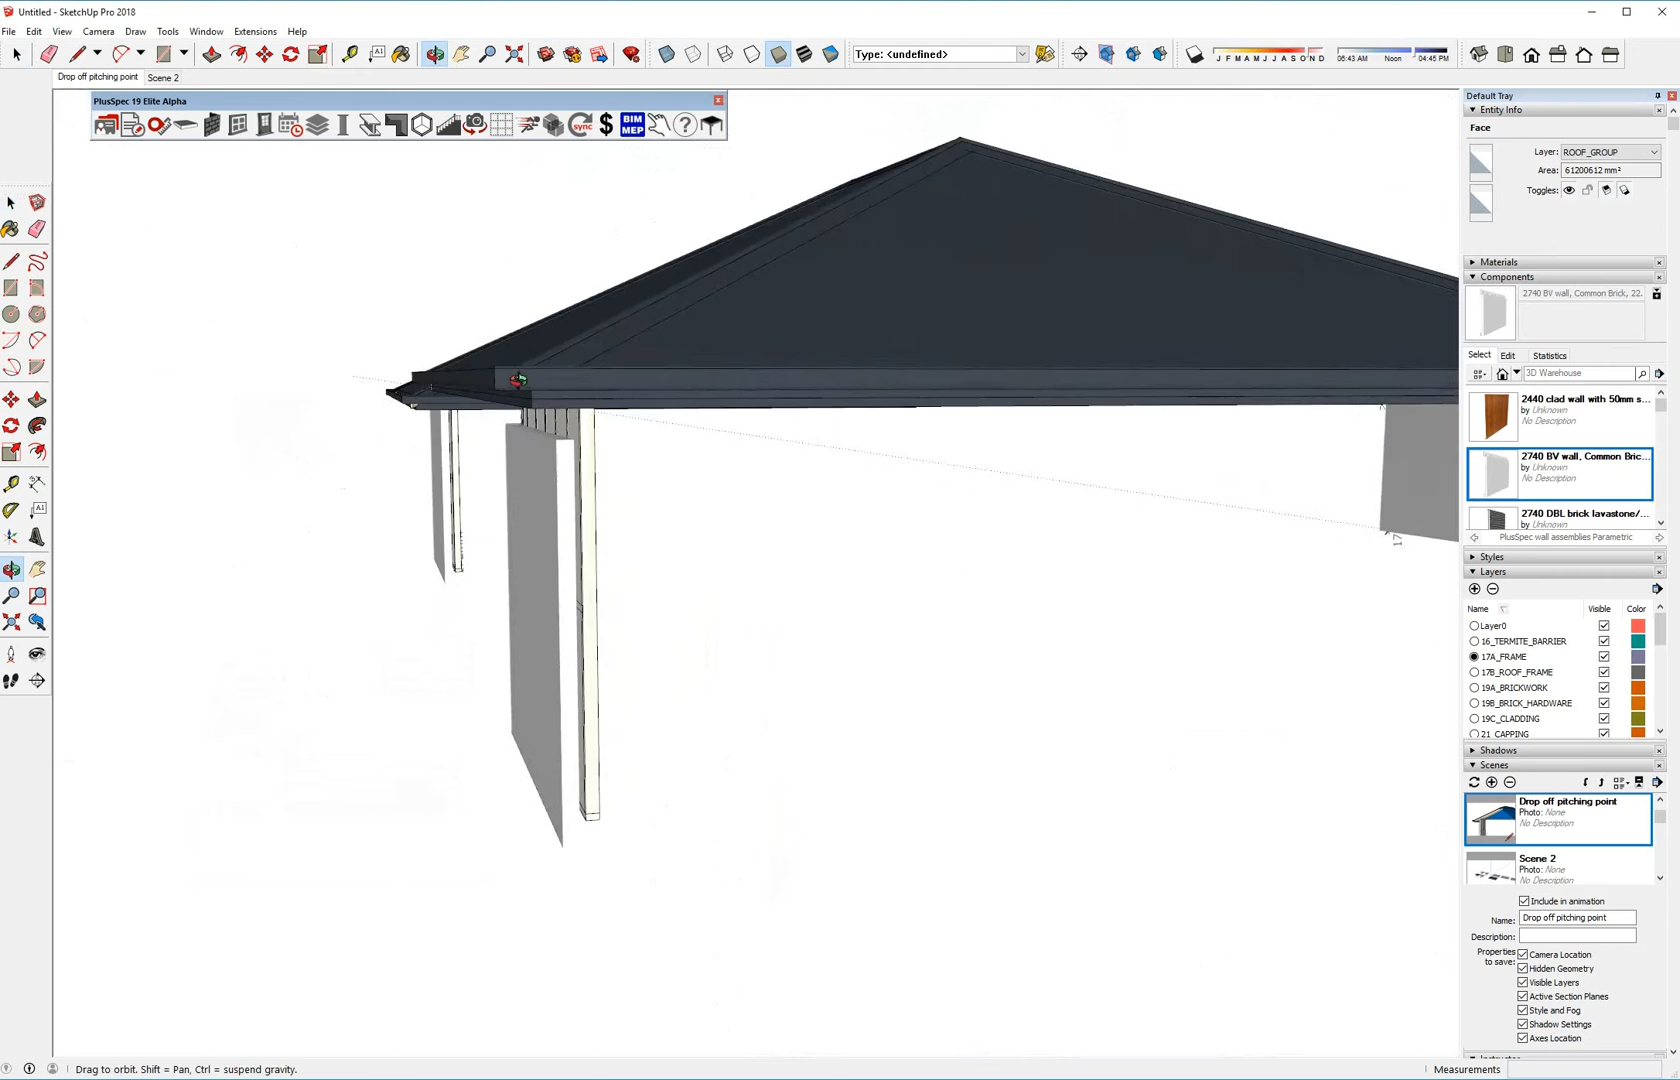 Untitled - SketchUp Pro 2018
File Edit View Camera Draw Tools Window Extensions Help
Type: <undefined>
J F M A M J J A S O N D
06:43 AM Noon 04:45 PM
Drop off pitching point Scene 2
PlusSpec 19 Elite Alpha
sync $ BIM MEP ?
Default Tray
Entity Info
Face
Layer: ROOF_GROUP
Area: 61200612 mm²
Toggles:
Materials
Components
2740 BV wall, Common Brick, 22.
Select Edit Statistics
3D Warehouse
2440 clad wall with 50mm s...
by Unknown
No Description
2740 BV wall, Common Bric...
by Unknown
No Description
2740 DBL brick lavastone/...
by Unknown
PlusSpec wall assemblies Parametric
Styles
Layers
Name Visible Color
Layer0
16_TERMITE_BARRIER
17A_FRAME
17B_ROOF_FRAME
19A_BRICKWORK
19B_BRICK_HARDWARE
19C_CLADDING
21_CAPPING
Shadows
Scenes
Drop off pitching point
Photo: None
No Description
Scene 2
Photo: None
No Description
Include in animation
Name: Drop off pitching point
Description:
Properties to save:
Camera Location
Hidden Geometry
Visible Layers
Active Section Planes
Style and Fog
Shadow Settings
Axes Location
Instructor
17
Drag to orbit. Shift = Pan, Ctrl = suspend gravity.
Measurements